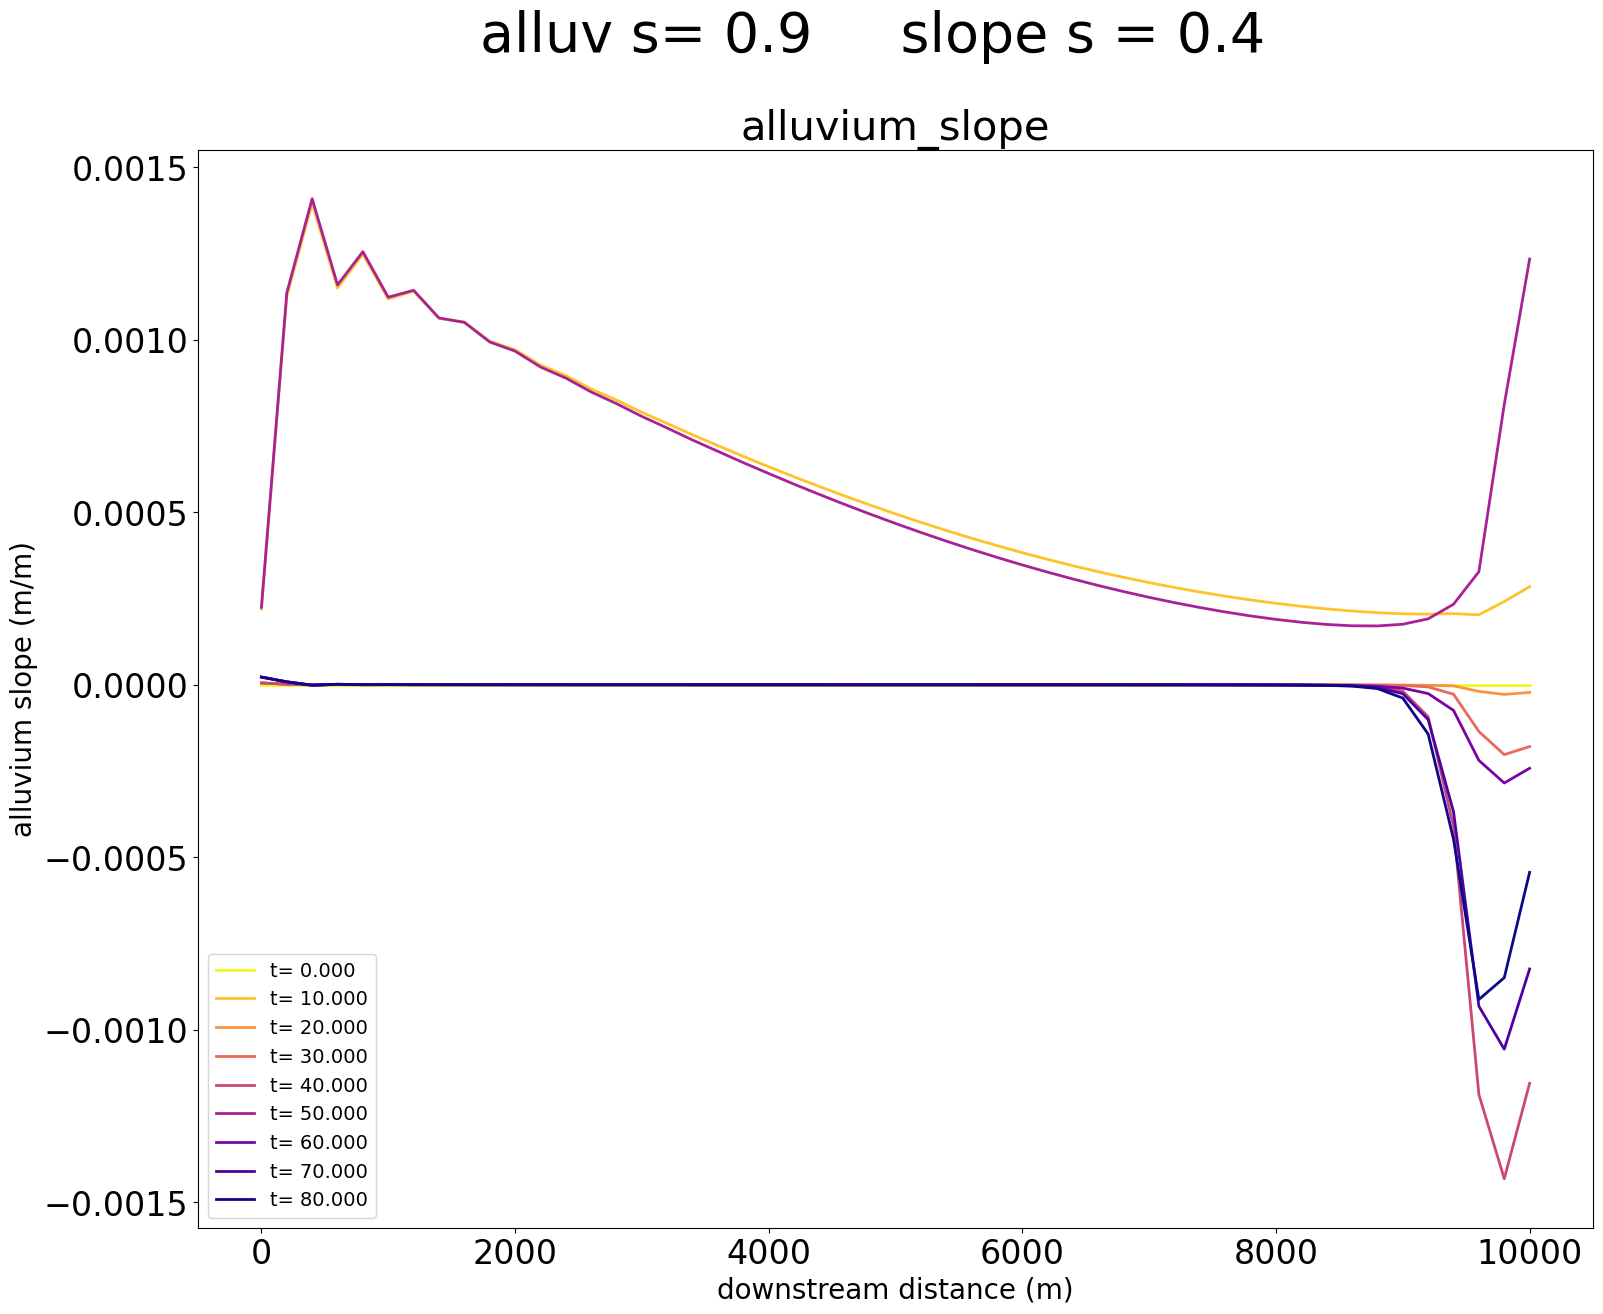 alluv s= 0.9 slope s = 0.4
alluvium_slope
0.0015
0.0010
0.0005
0.0000
−0.0005
−0.0010
−0.0015
alluvium slope (m/m)
t= 0.000
t= 10.000
t= 20.000
t= 30.000
t= 40.000
t= 50.000
t= 60.000
t= 70.000
t= 80.000
0 2000 4000 6000 8000 10000
downstream distance (m)